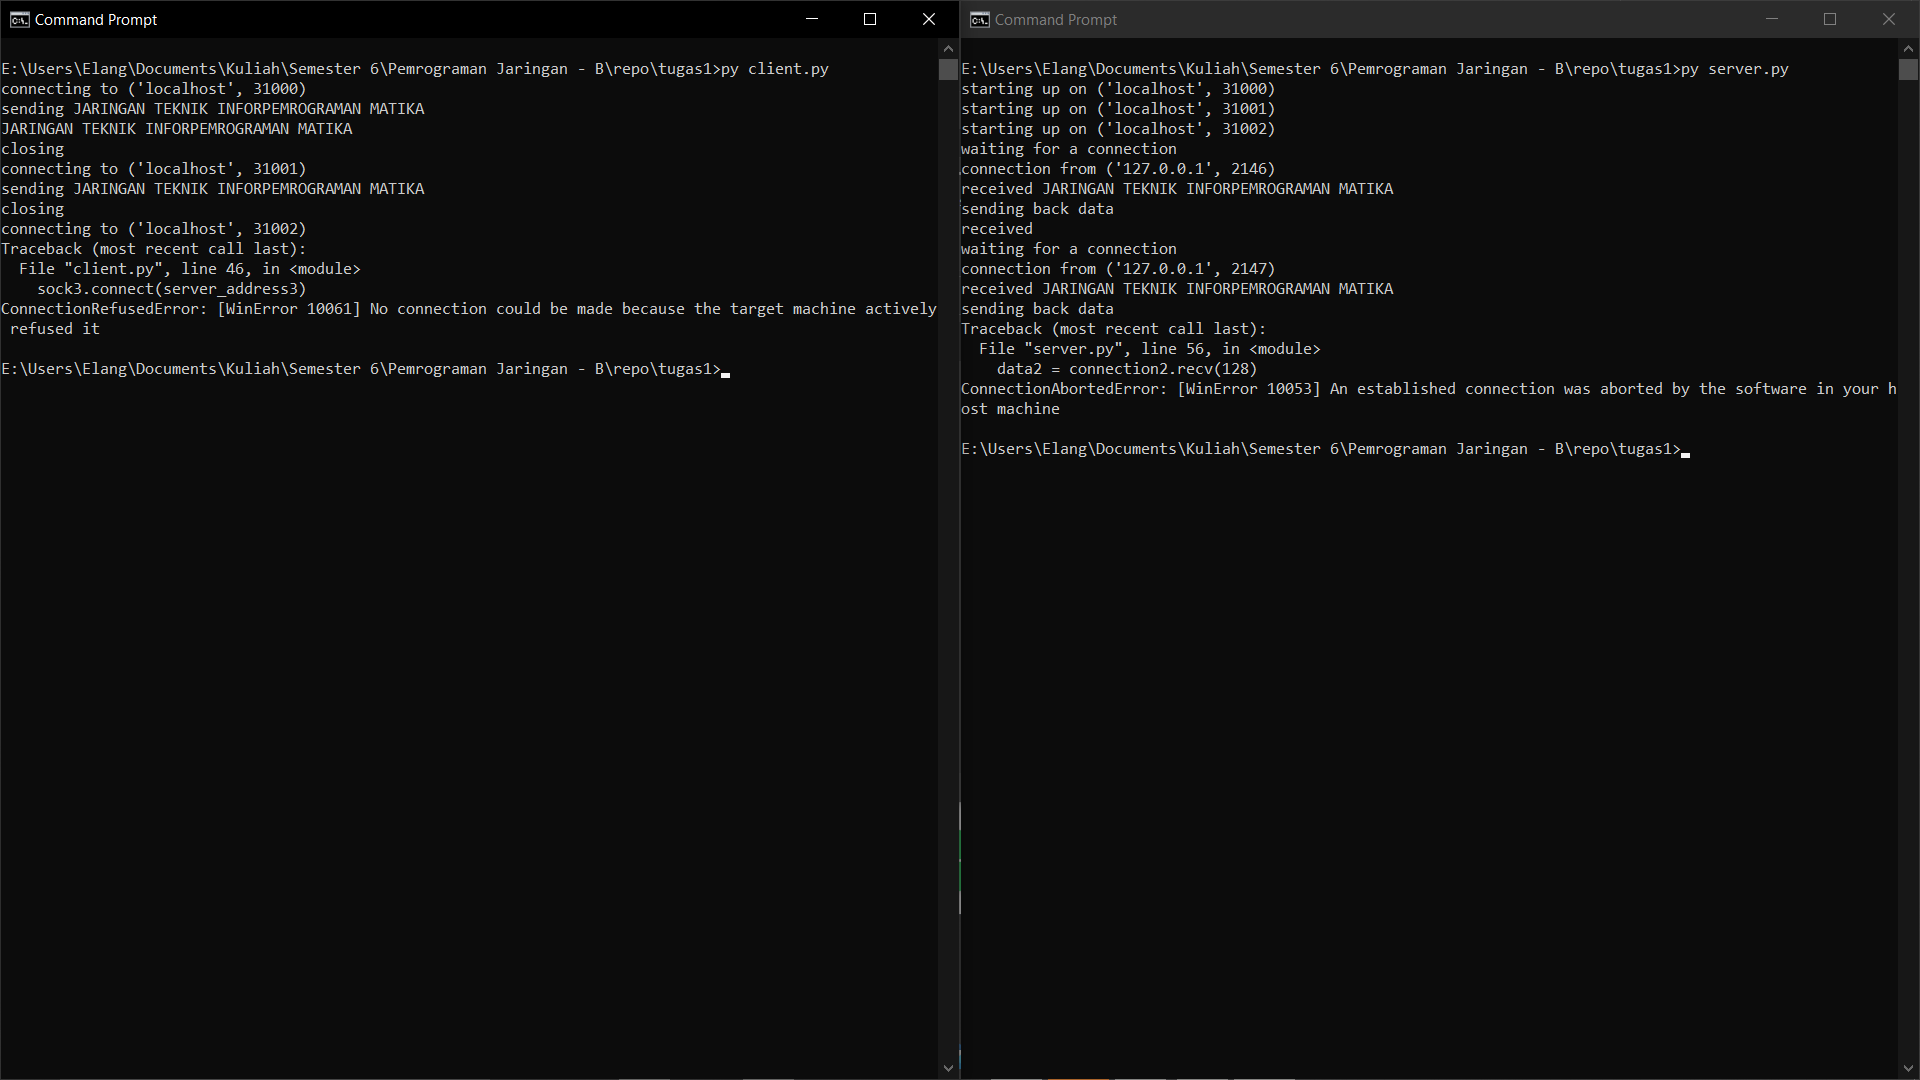 Command Prompt
E:\Users\Elang\Documents\Kuliah\Semester 6\Pemrograman Jaringan - B\repo\tugas1>py client.py
connecting to ('localhost', 31000)
sending JARINGAN TEKNIK INFORPEMROGRAMAN MATIKA
JARINGAN TEKNIK INFORPEMROGRAMAN MATIKA
closing
connecting to ('localhost', 31001)
sending JARINGAN TEKNIK INFORPEMROGRAMAN MATIKA
closing
connecting to ('localhost', 31002)
Traceback (most recent call last):
  File "client.py", line 46, in <module>
    sock3.connect(server_address3)
ConnectionRefusedError: [WinError 10061] No connection could be made because the target machine actively
 refused it
E:\Users\Elang\Documents\Kuliah\Semester 6\Pemrograman Jaringan - B\repo\tugas1>
Command Prompt
E:\Users\Elang\Documents\Kuliah\Semester 6\Pemrograman Jaringan - B\repo\tugas1>py server.py
starting up on ('localhost', 31000)
starting up on ('localhost', 31001)
starting up on ('localhost', 31002)
waiting for a connection
connection from ('127.0.0.1', 2146)
received JARINGAN TEKNIK INFORPEMROGRAMAN MATIKA
sending back data
received
waiting for a connection
connection from ('127.0.0.1', 2147)
received JARINGAN TEKNIK INFORPEMROGRAMAN MATIKA
sending back data
Traceback (most recent call last):
  File "server.py", line 56, in <module>
    data2 = connection2.recv(128)
ConnectionAbortedError: [WinError 10053] An established connection was aborted by the software in your h
ost machine
E:\Users\Elang\Documents\Kuliah\Semester 6\Pemrograman Jaringan - B\repo\tugas1>